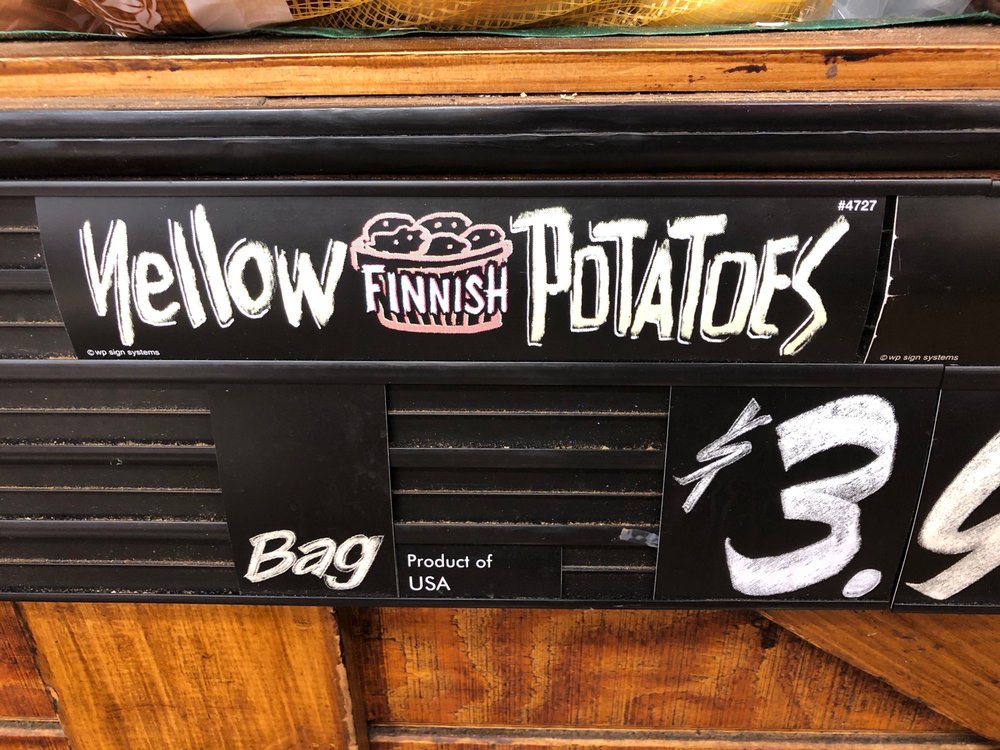 #4727
Yellow FINNISH POTATOES
©wp sign systems
©wp sign systems
$3.
Bag
Product of
USA